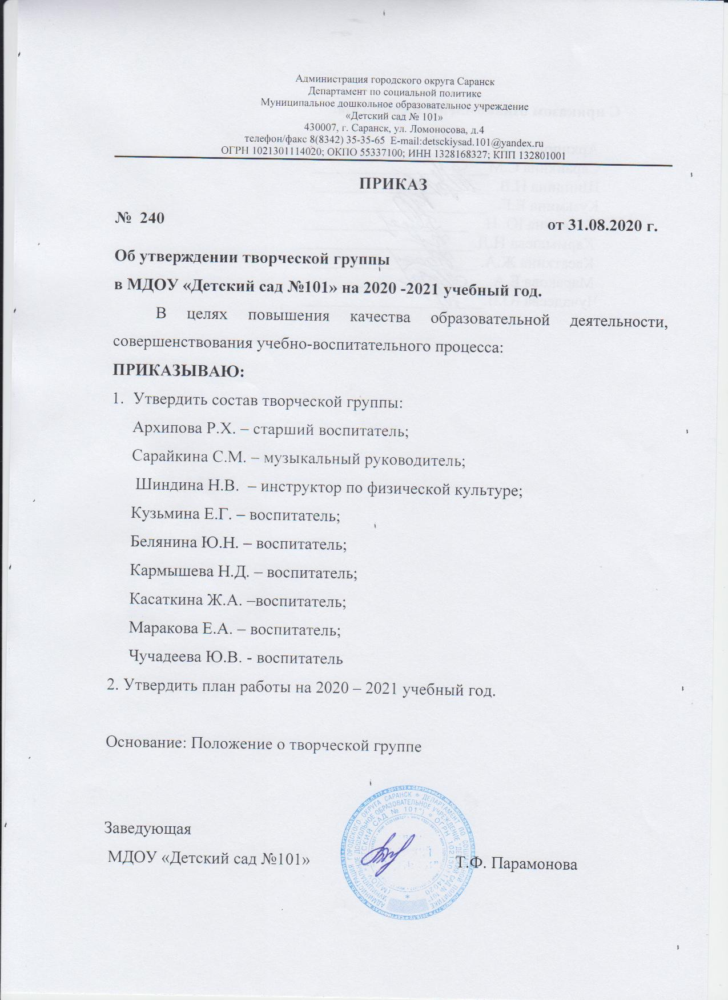 Администрация городского округа Саранск
Департамент по социальной политике
Муниципальное дошкольное образовательное учреждение
«Детский сад № 101»
430007, г. Саранск, ул. Ломоносова, д.4
телефон/факс 8(8342) 35-35-65 E-mail:detsckiysad.101@yandex.ru
ОГРН 1021301114020; ОКПО 55337100; ИНН 1328168327; КПП 132801001
ПРИКАЗ
№ 240 от 31.08.2020 г.
Об утверждении творческой группы
в МДОУ «Детский сад №101» на 2020 -2021 учебный год.
В целях повышения качества образовательной деятельности,
совершенствования учебно-воспитательного процесса:
ПРИКАЗЫВАЮ:
1. Утвердить состав творческой группы:
Архипова Р.Х. – старший воспитатель;
Сарайкина С.М. – музыкальный руководитель;
Шиндина Н.В. – инструктор по физической культуре;
Кузьмина Е.Г. – воспитатель;
Белянина Ю.Н. – воспитатель;
Кармышева Н.Д. – воспитатель;
Касаткина Ж.А. –воспитатель;
Маракова Е.А. – воспитатель;
Чучадеева Ю.В. - воспитатель
2. Утвердить план работы на 2020 – 2021 учебный год.
Основание: Положение о творческой группе
Заведующая
МДОУ «Детский сад №101» Т.Ф. Парамонова
АДМИНИСТРАЦИЯ ГОРОДСКОГО ОКРУГА САРАНСК * ДЕПАРТАМЕНТ ПО СОЦИАЛЬНОЙ ПОЛИТИКЕ
МУНИЦИПАЛЬНОЕ ДОШКОЛЬНОЕ ОБРАЗОВАТЕЛЬНОЕ УЧРЕЖДЕНИЕ "ДЕТСКИЙ САД № 101"
(МДОУ "ДЕТСКИЙ САД № 101") * ОГРН 1021301114020